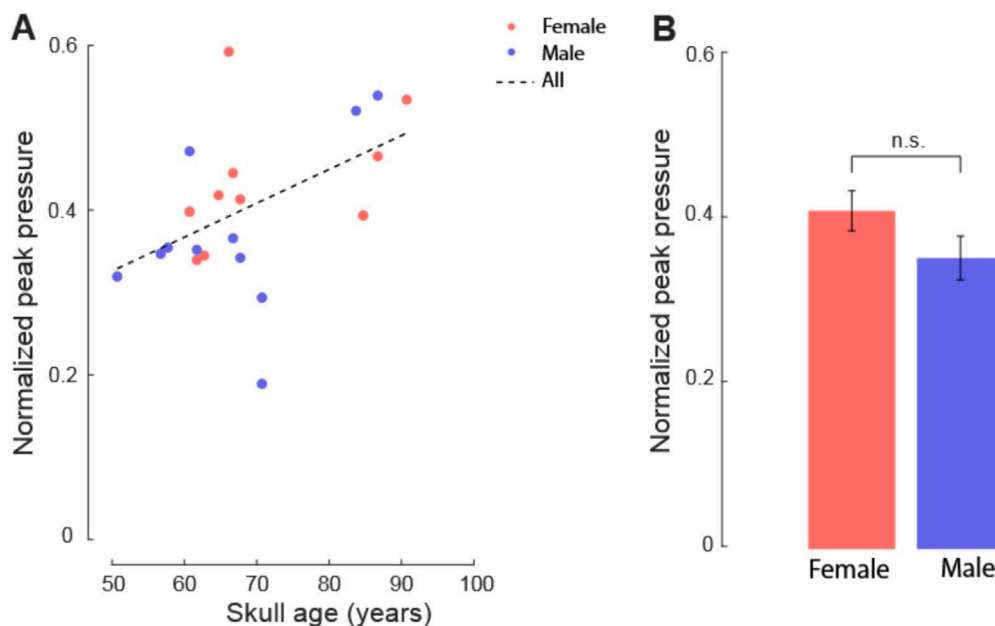 A
Female
Male
All
Normalized peak pressure
0.6
0.4
0.2
0
50 60 70 80 90 100
Skull age (years)
B
Normalized peak pressure
0.6
0.4
0.2
0
n.s.
Female Male